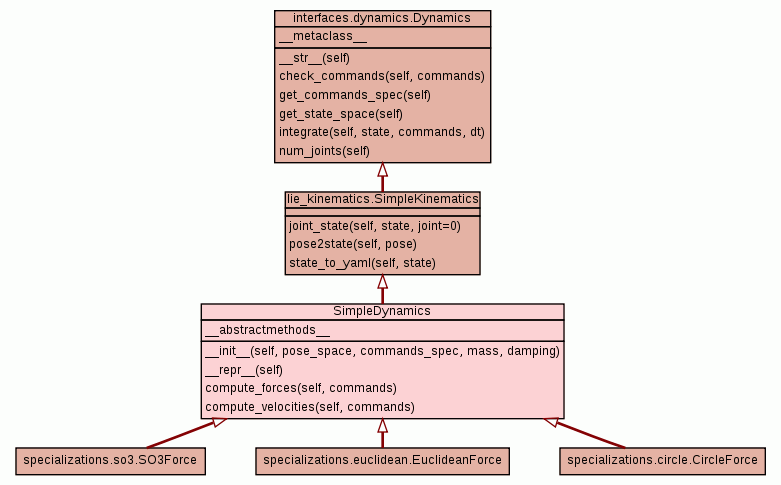 interfaces.dynamics.Dynamics
__metaclass__
__str__(self)
check_commands(self, commands)
get_commands_spec(self)
get_state_space(self)
integrate(self, state, commands, dt)
num_joints(self)
lie_kinematics.SimpleKinematics
joint_state(self, state, joint=0)
pose2state(self, pose)
state_to_yaml(self, state)
SimpleDynamics
__abstractmethods__
__init__(self, pose_space, commands_spec, mass, damping)
__repr__(self)
compute_forces(self, commands)
compute_velocities(self, commands)
specializations.so3.SO3Force
specializations.euclidean.EuclideanForce
specializations.circle.CircleForce